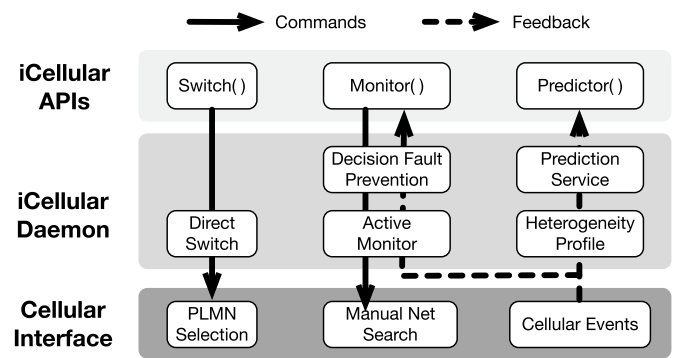 Commands
Feedback
iCellular
APIs
Switch( )
Monitor( )
Predictor( )
iCellular
Daemon
Decision Fault
Prevention
Prediction
Service
Direct
Switch
Active
Monitor
Heterogeneity
Profile
Cellular
Interface
PLMN
Selection
Manual Net
Search
Cellular Events